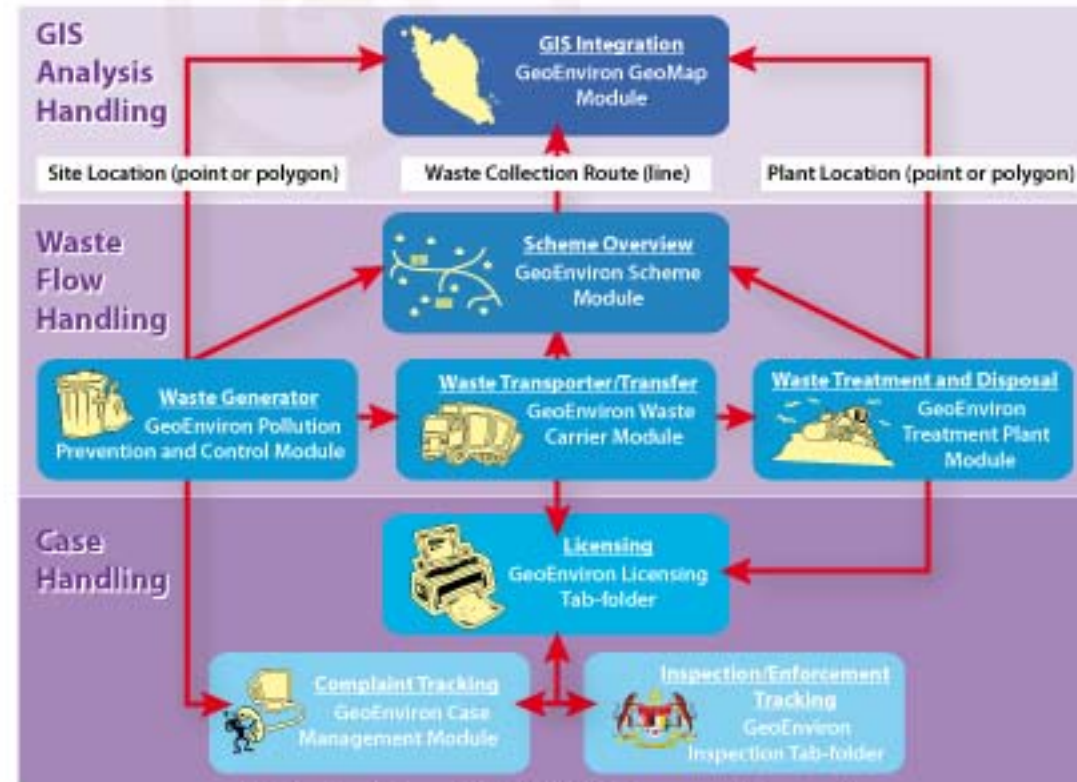 GIS
Analysis
Handling
GIS Integration
GeoEnviron GeoMap
Module
Site Location (point or polygon)
Waste Collection Route (line)
Plant Location (point or polygon)
Waste
Flow
Handling
Scheme Overview
GeoEnviron Scheme
Module
Waste Generator
GeoEnviron Pollution
Prevention and Control Module
Waste Transporter/Transfer
GeoEnviron Waste
Carrier Module
Waste Treatment and Disposal
GeoEnviron
Treatment Plant
Module
Case
Handling
Licensing
GeoEnviron Licensing
Tab-folder
Complaint Tracking
GeoEnviron Case
Management Module
Inspection/Enforcement
Tracking
GeoEnviron
Inspection Tab-folder